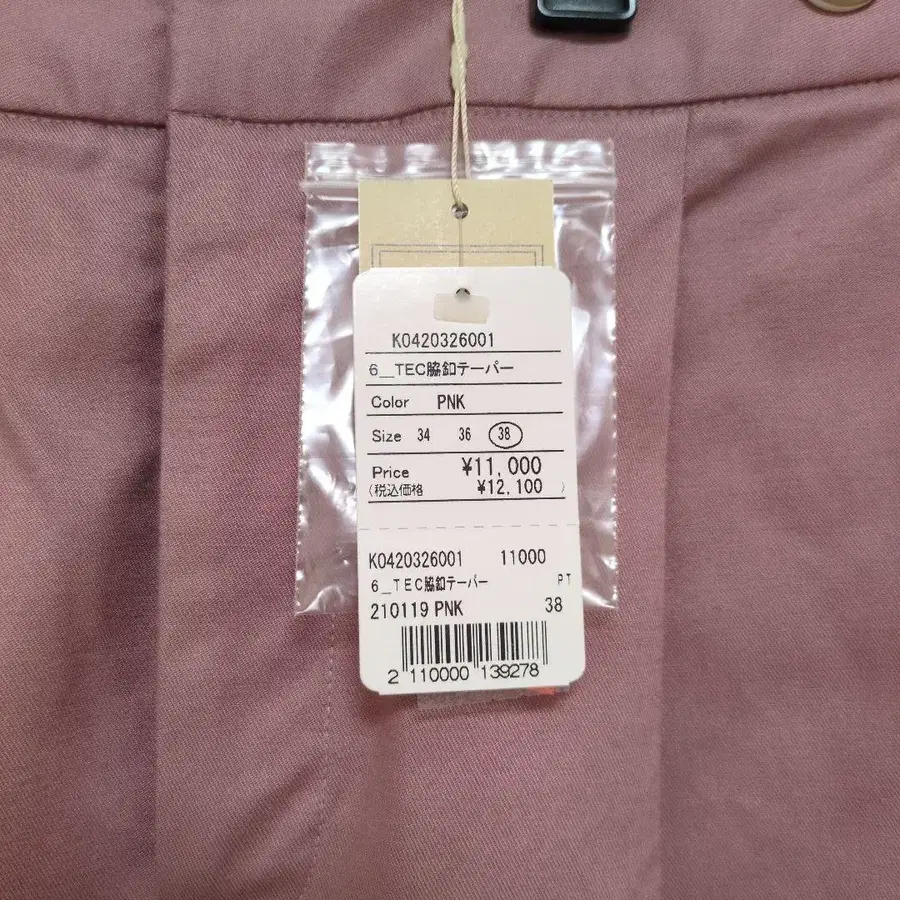 K0420326001
6_TEC脇釦テーパー
Color PNK
Size 34 36 38
Price ¥11,000
(税込価格 ¥12,100 )
K0420326001 11000
6_TEC脇釦テーパー PT
210119 PNK 38
2 110000 139278